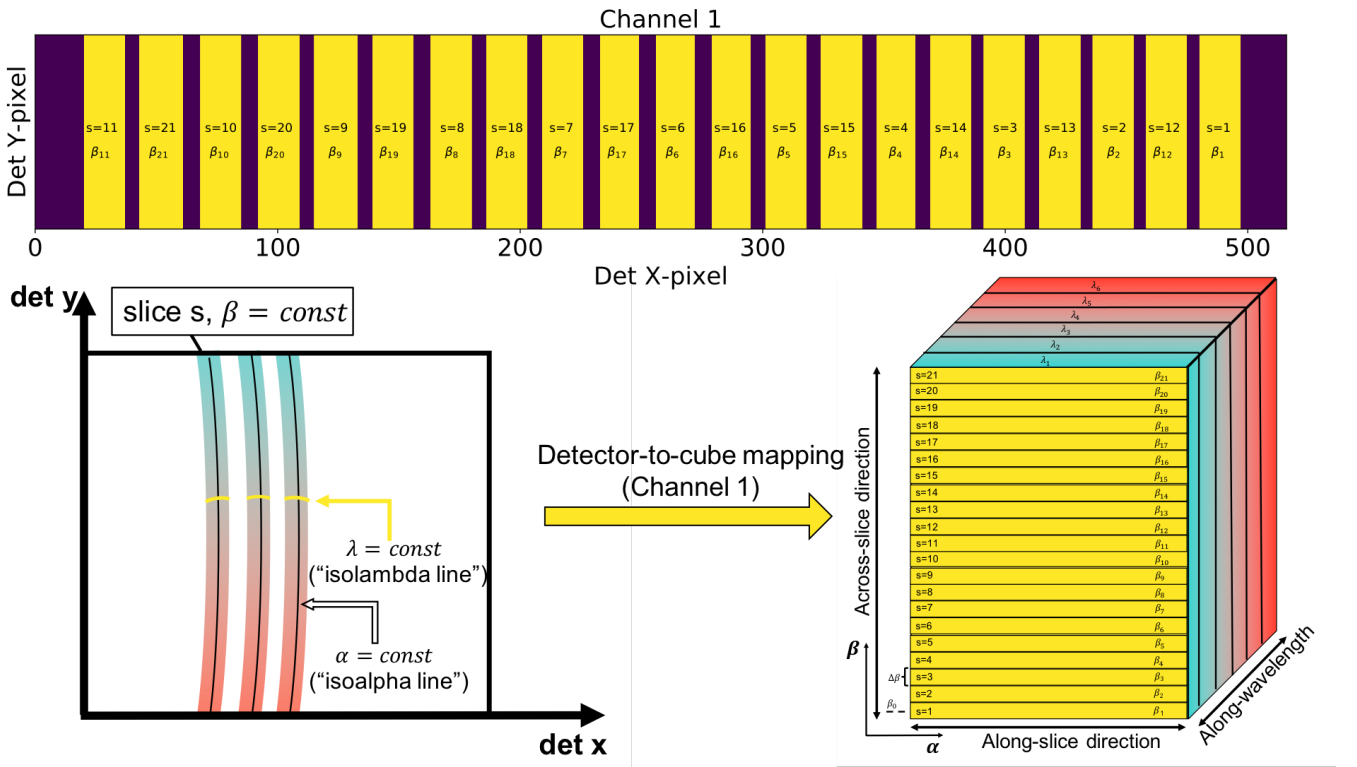 Channel 1
Det Y-pixel
s=11 s=21 s=10 s=20 s=9 s=19 s=8 s=18 s=7 s=17 s=6 s=16 s=5 s=15 s=4 s=14 s=3 s=13 s=2 s=12 s=1
β₁₁ β₂₁ β₁₀ β₂₀ β₉ β₁₉ β₈ β₁₈ β₇ β₁₇ β₆ β₁₆ β₅ β₁₅ β₄ β₁₄ β₃ β₁₃ β₂ β₁₂ β₁
0 100 200 300 400 500
Det X-pixel
det y
slice s, β = const
λ = const
("isolambda line")
α = const
("isoalpha line")
det x
Detector-to-cube mapping
(Channel 1)
λ₆
λ₅
λ₄
λ₃
λ₂
λ₁
s=21 β₂₁
s=20 β₂₀
s=19 β₁₉
s=18 β₁₈
s=17 β₁₇
s=16 β₁₆
s=15 β₁₅
s=14 β₁₄
s=13 β₁₃
s=12 β₁₂
s=11 β₁₁
s=10 β₁₀
s=9 β₉
s=8 β₈
s=7 β₇
s=6 β₆
s=5 β₅
s=4 β₄
s=3 β₃
s=2 β₂
s=1 β₁
Across-slice direction
β
Δβ
β₀
α
Along-slice direction
Along-wavelength